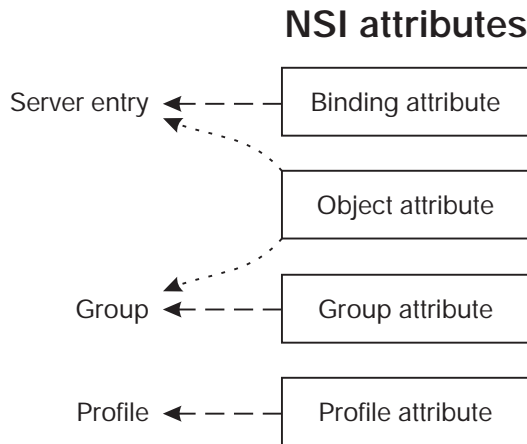 NSI attributes
Server entry
Binding attribute
Object attribute
Group
Group attribute
Profile
Profile attribute